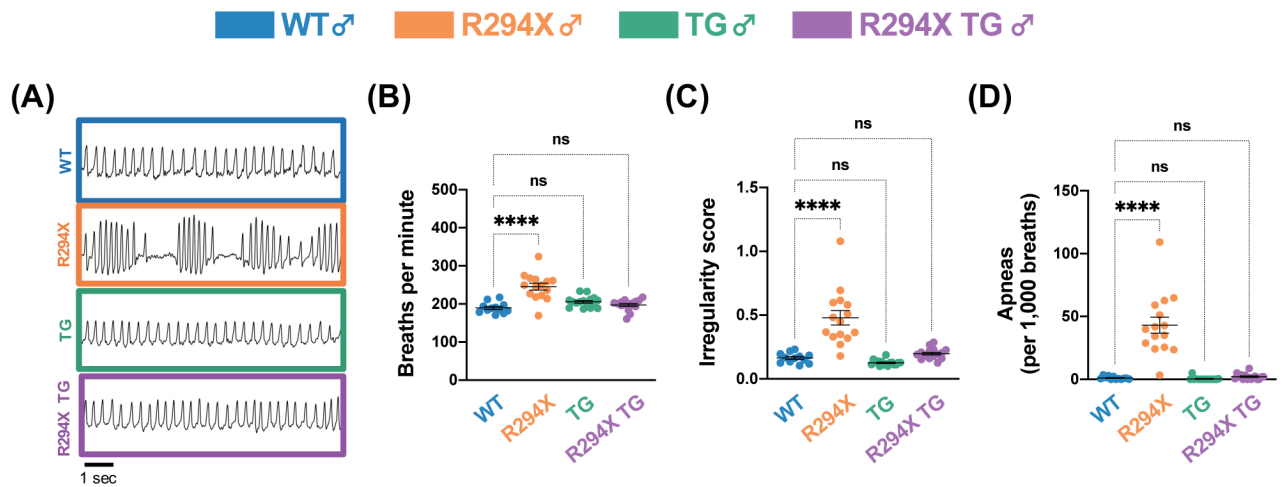 WT♂ R294X♂ TG♂ R294X TG ♂
(A)
WT
R294X
TG
R294X TG
1 sec
(B)
Breaths per minute
500
400
300
200
100
0
ns
ns
****
WT
R294X
TG
R294X TG
(C)
Irregularity score
1.5
1.0
0.5
0.0
ns
ns
****
WT
R294X
TG
R294X TG
(D)
Apneas
(per 1,000 breaths)
150
100
50
0
ns
ns
****
WT
R294X
TG
R294X TG